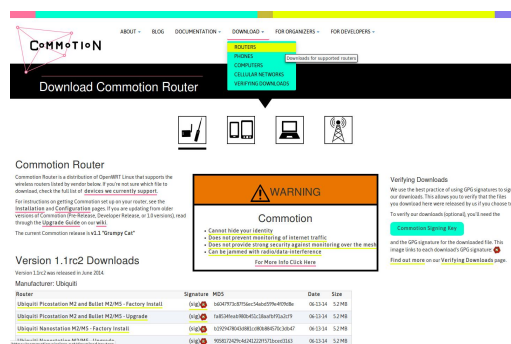 COMMOTION
ABOUT
BLOG
DOCUMENTATION
DOWNLOAD
FOR ORGANIZERS
FOR DEVELOPERS
ROUTERS
PHONES
Downloads for supported routers
COMPUTERS
CELLULAR NETWORKS
VERIFYING DOWNLOADS
Download Commotion Router
Commotion Router
Commotion Router is a distribution of OpenWRT Linux that supports the
wireless routers listed by vendor below. If you're not sure which file to
download, check the full list of devices we currently support.
For instructions on getting Commotion set up on your router, see the
Installation and Configuration pages. If you are updating from older
versions of Commotion (Pre-Release, Developer Release, or 1.0 versions), read
through the Upgrade Guide on our wiki.
The current Commotion release is v1.1 "Grumpy Cat"
WARNING
Commotion
• Cannot hide your identity
• Does not prevent monitoring of internet traffic
• Does not provide strong security against monitoring over the mesh
• Can be jammed with radio/data-interference
For More Info Click Here
Verifying Downloads
We use the best practice of using GPG signatures to sig
our downloads. This allows you to verify that the files
you download here were released by us if you choose t
To verify our downloads (optional), you'll need the
Commotion Signing Key
and the GPG signature for the downloaded file. This
image links to each download's GPG signature:
Find out more on our Verifying Downloads page.
Version 1.1rc2 Downloads
Version 1.1rc2 was released in June 2014.
Manufacturer: Ubiquiti
Router Signature MD5 Date Size
Ubiquiti Picostation M2 and Bullet M2/M5 - Factory Install (sig) 06-13-14 5.2 MB
Ubiquiti Picostation M2 and Bullet M2/M5 - Upgrade (sig) 06-13-14 5.2 MB
Ubiquiti Nanostation M2/M5 - Factory Install (sig) 06-13-14 5.2 MB
Ubiquiti Nanostation M2/M5 - Upgrade (sig) 06-13-14 5.2 MB